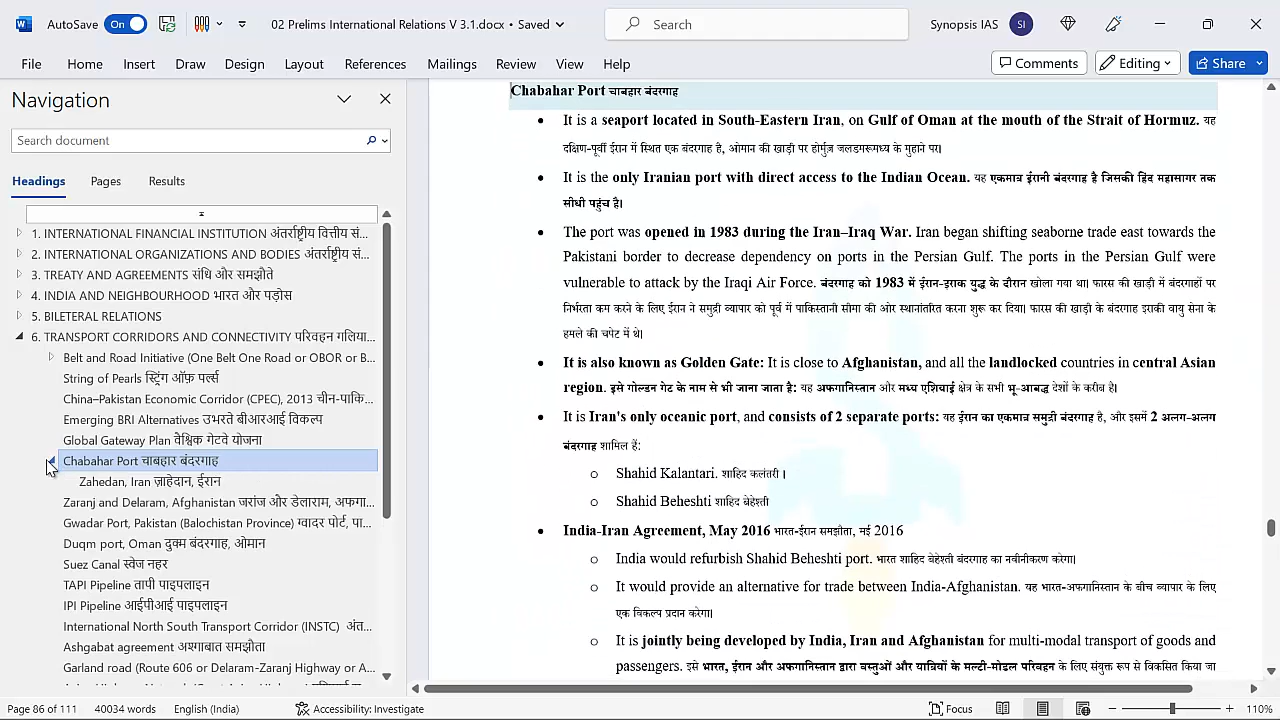 AutoSave On 02 Prelims International Relations V 3.1.docx • Saved Search Synopsis IAS SI
File Home Insert Draw Design Layout References Mailings Review View Help Comments Editing Share
Navigation
Search document
Headings Pages Results
1. INTERNATIONAL FINANCIAL INSTITUTION अंतर्राष्ट्रीय वित्तीय सं...
2. INTERNATIONAL ORGANIZATIONS AND BODIES अंतर्राष्ट्रीय सं...
3. TREATY AND AGREEMENTS संधि और समझौते
4. INDIA AND NEIGHBOURHOOD भारत और पड़ोस
5. BILETERAL RELATIONS
6. TRANSPORT CORRIDORS AND CONNECTIVITY परिवहन गलिया...
Belt and Road Initiative (One Belt One Road or OBOR or B...
String of Pearls स्ट्रिंग ऑफ़ पर्ल्स
China-Pakistan Economic Corridor (CPEC), 2013 चीन-पाकि...
Emerging BRI Alternatives उभरते बीआरआई विकल्प
Global Gateway Plan वैश्विक गेटवे योजना
Chabahar Port चाबहार बंदरगाह
Zahedan, Iran ज़ाहेदान, ईरान
Zaranj and Delaram, Afghanistan जरांज और डेलाराम, अफगा...
Gwadar Port, Pakistan (Balochistan Province) ग्वादर पोर्ट, पा...
Duqm port, Oman दुक्म बंदरगाह, ओमान
Suez Canal स्वेज नहर
TAPI Pipeline तापी पाइपलाइन
IPI Pipeline आईपीआई पाइपलाइन
International North South Transport Corridor (INSTC) अंत...
Ashgabat agreement अश्गाबात समझौता
Garland road (Route 606 or Delaram-Zaranj Highway or A...
Chabahar Port चाबहार बंदरगाह
• It is a seaport located in South-Eastern Iran, on Gulf of Oman at the mouth of the Strait of Hormuz. यह
दक्षिण-पूर्वी ईरान में स्थित एक बंदरगाह है, ओमान की खाड़ी पर होर्मुज़ जलडमरूमध्य के मुहाने पर।
• It is the only Iranian port with direct access to the Indian Ocean. यह एकमात्र ईरानी बंदरगाह है जिसकी हिंद महासागर तक
सीधी पहुंच है।
• The port was opened in 1983 during the Iran–Iraq War. Iran began shifting seaborne trade east towards the
Pakistani border to decrease dependency on ports in the Persian Gulf. The ports in the Persian Gulf were
vulnerable to attack by the Iraqi Air Force. बंदरगाह को 1983 में ईरान-इराक युद्ध के दौरान खोला गया था। फारस की खाड़ी में बंदरगाहों पर
निर्भरता कम करने के लिए ईरान ने समुद्री व्यापार को पूर्व में पाकिस्तानी सीमा की ओर स्थानांतरित करना शुरू कर दिया। फारस की खाड़ी के बंदरगाह इराकी वायु सेना के
हमले की चपेट में थे।
• It is also known as Golden Gate: It is close to Afghanistan, and all the landlocked countries in central Asian
region. इसे गोल्डन गेट के नाम से भी जाना जाता है: यह अफगानिस्तान और मध्य एशियाई क्षेत्र के सभी भू-आबद्ध देशों के करीब है।
• It is Iran's only oceanic port, and consists of 2 separate ports: यह ईरान का एकमात्र समुद्री बंदरगाह है, और इसमें 2 अलग-अलग
बंदरगाह शामिल हैं:
o Shahid Kalantari. शाहिद कलंतरी ।
o Shahid Beheshti शाहिद बेहेश्ती
• India-Iran Agreement, May 2016 भारत-ईरान समझौता, मई 2016
o India would refurbish Shahid Beheshti port. भारत शाहिद बेहेश्ती बंदरगाह का नवीनीकरण करेगा।
o It would provide an alternative for trade between India-Afghanistan. यह भारत-अफगानिस्तान के बीच व्यापार के लिए
एक विकल्प प्रदान करेगा।
o It is jointly being developed by India, Iran and Afghanistan for multi-modal transport of goods and
passengers. इसे भारत, ईरान और अफगानिस्तान द्वारा वस्तुओं और यात्रियों के मल्टी-मोडल परिवहन के लिए संयुक्त रूप से विकसित किया जा
Page 86 of 111 40034 words English (India) Accessibility: Investigate Focus 110%